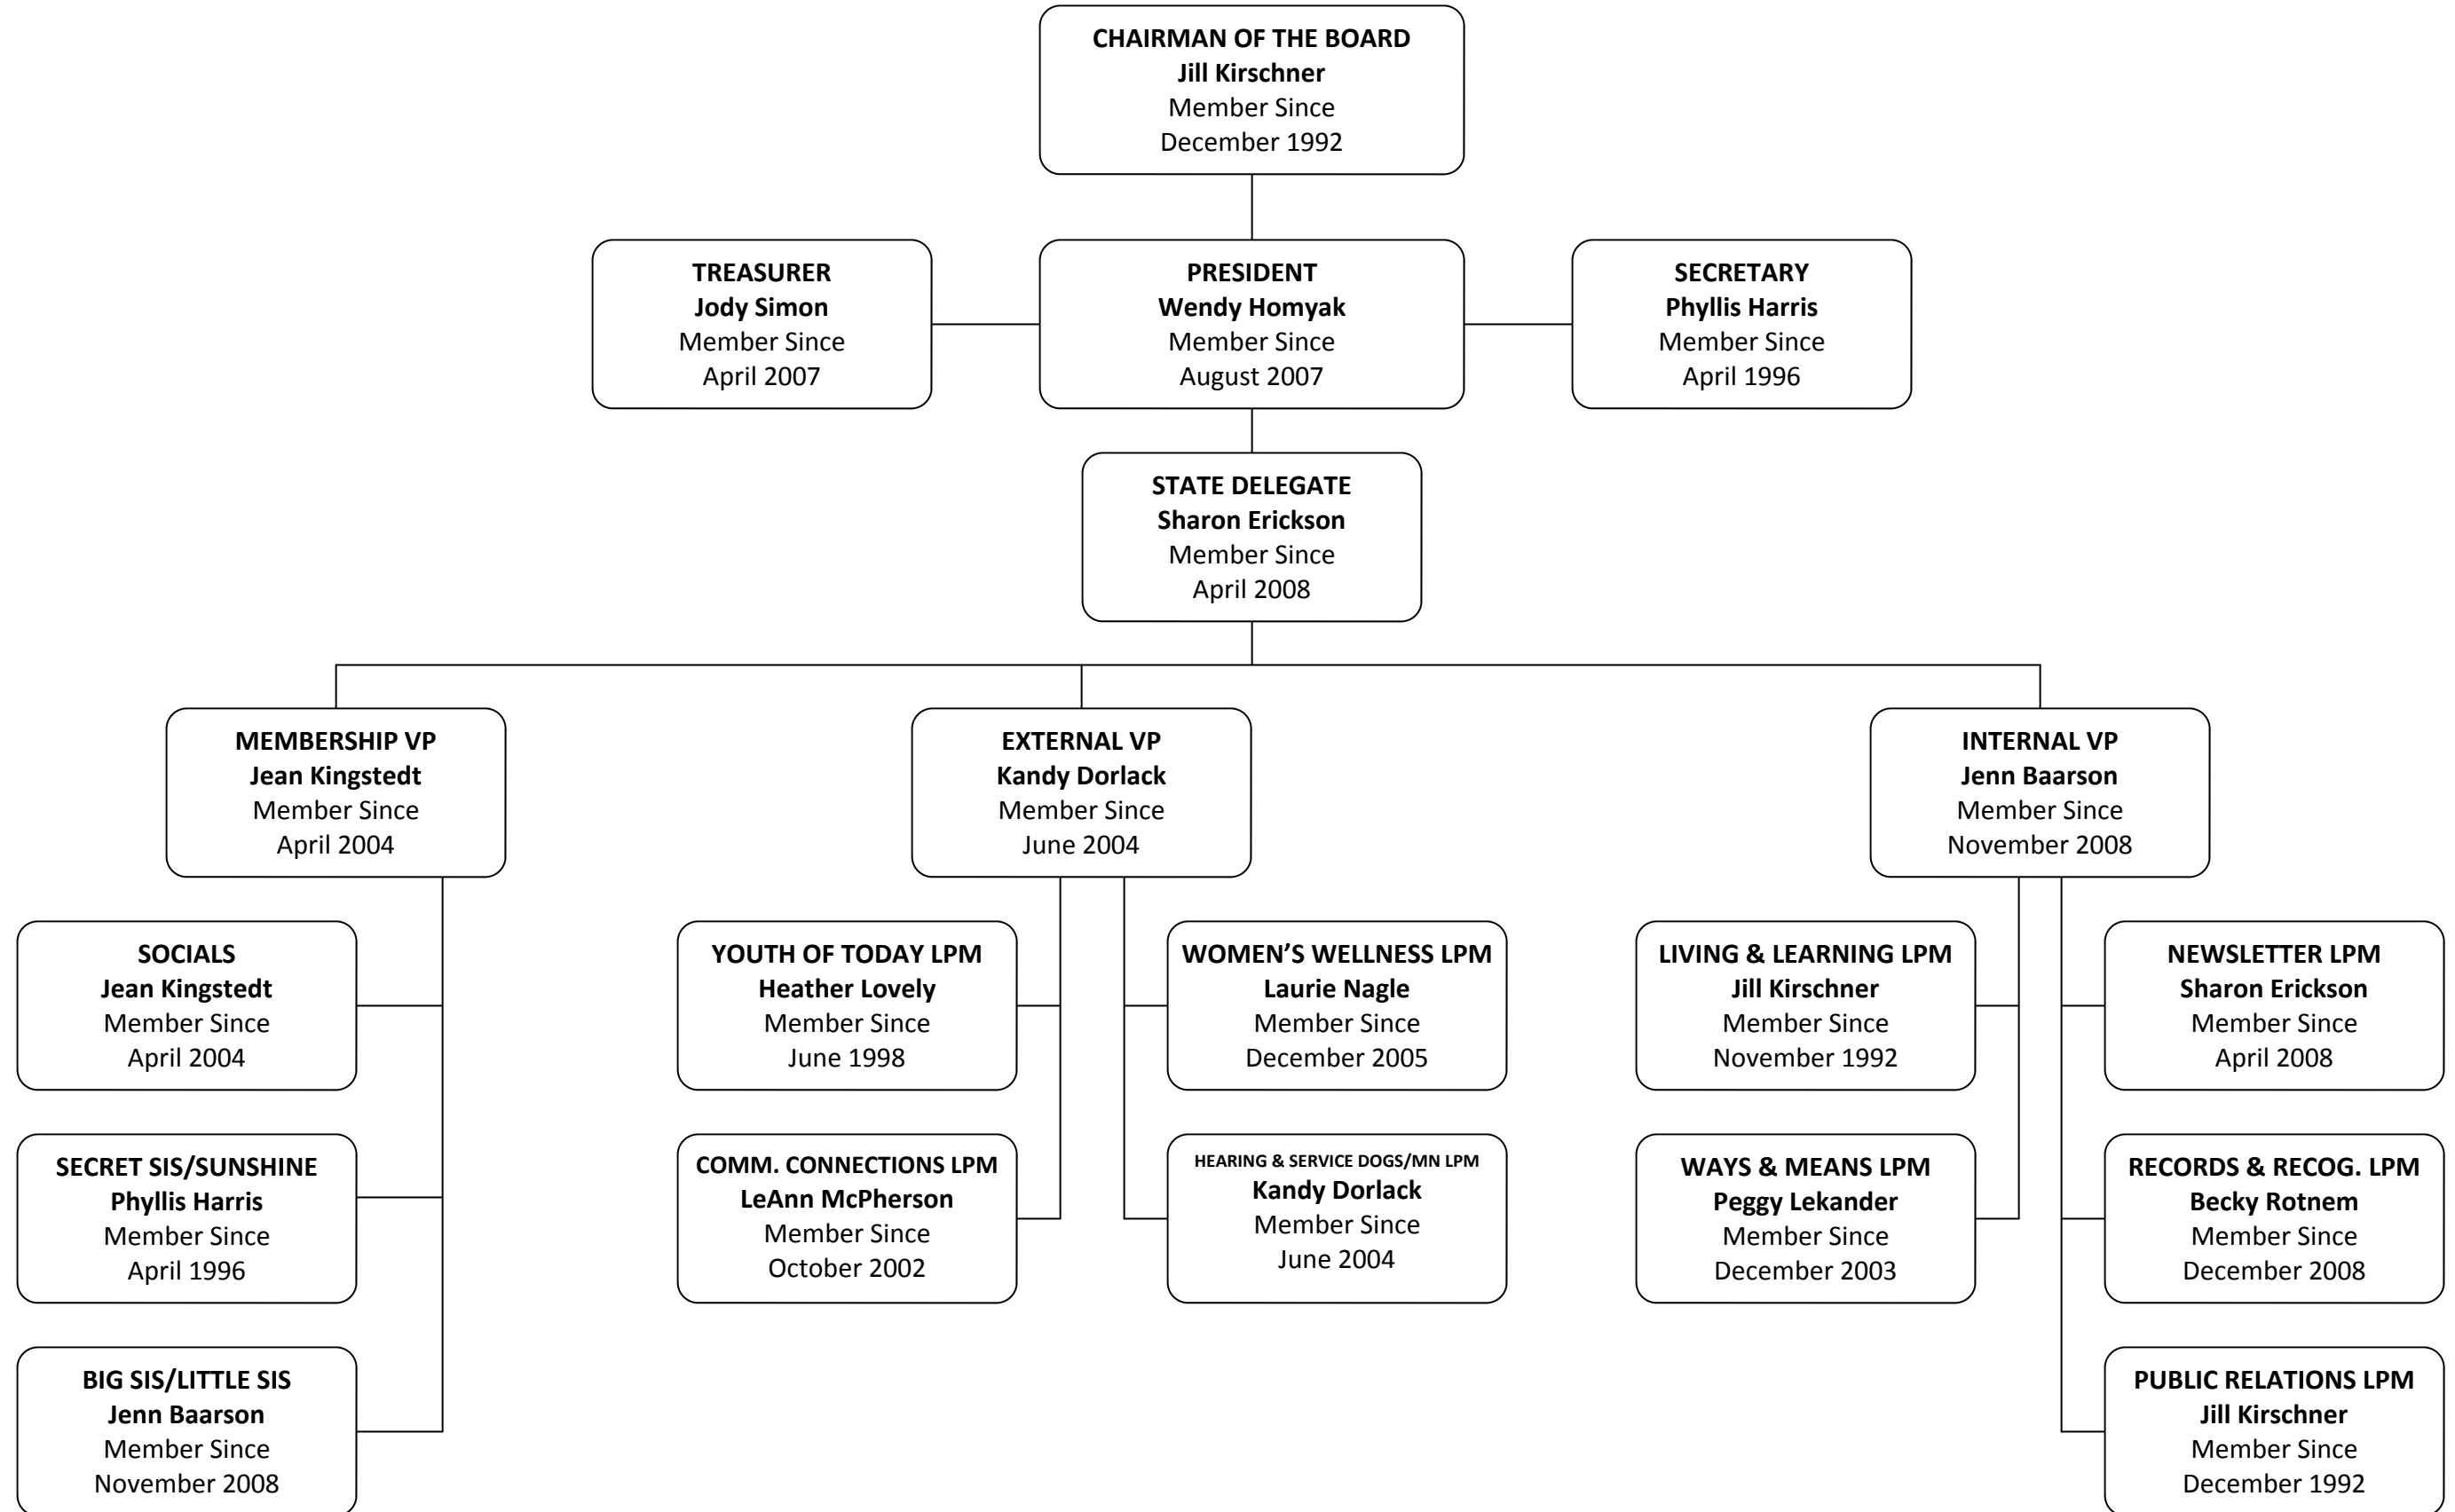 CHAIRMAN OF THE BOARD
Jill Kirschner
Member Since
December 1992
TREASURER
Jody Simon
Member Since
April 2007
PRESIDENT
Wendy Homyak
Member Since
August 2007
SECRETARY
Phyllis Harris
Member Since
April 1996
STATE DELEGATE
Sharon Erickson
Member Since
April 2008
MEMBERSHIP VP
Jean Kingstedt
Member Since
April 2004
EXTERNAL VP
Kandy Dorlack
Member Since
June 2004
INTERNAL VP
Jenn Baarson
Member Since
November 2008
SOCIALS
Jean Kingstedt
Member Since
April 2004
YOUTH OF TODAY LPM
Heather Lovely
Member Since
June 1998
WOMEN’S WELLNESS LPM
Laurie Nagle
Member Since
December 2005
LIVING & LEARNING LPM
Jill Kirschner
Member Since
November 1992
NEWSLETTER LPM
Sharon Erickson
Member Since
April 2008
SECRET SIS/SUNSHINE
Phyllis Harris
Member Since
April 1996
COMM. CONNECTIONS LPM
LeAnn McPherson
Member Since
October 2002
HEARING & SERVICE DOGS/MN LPM
Kandy Dorlack
Member Since
June 2004
WAYS & MEANS LPM
Peggy Lekander
Member Since
December 2003
RECORDS & RECOG. LPM
Becky Rotnem
Member Since
December 2008
BIG SIS/LITTLE SIS
Jenn Baarson
Member Since
November 2008
PUBLIC RELATIONS LPM
Jill Kirschner
Member Since
December 1992